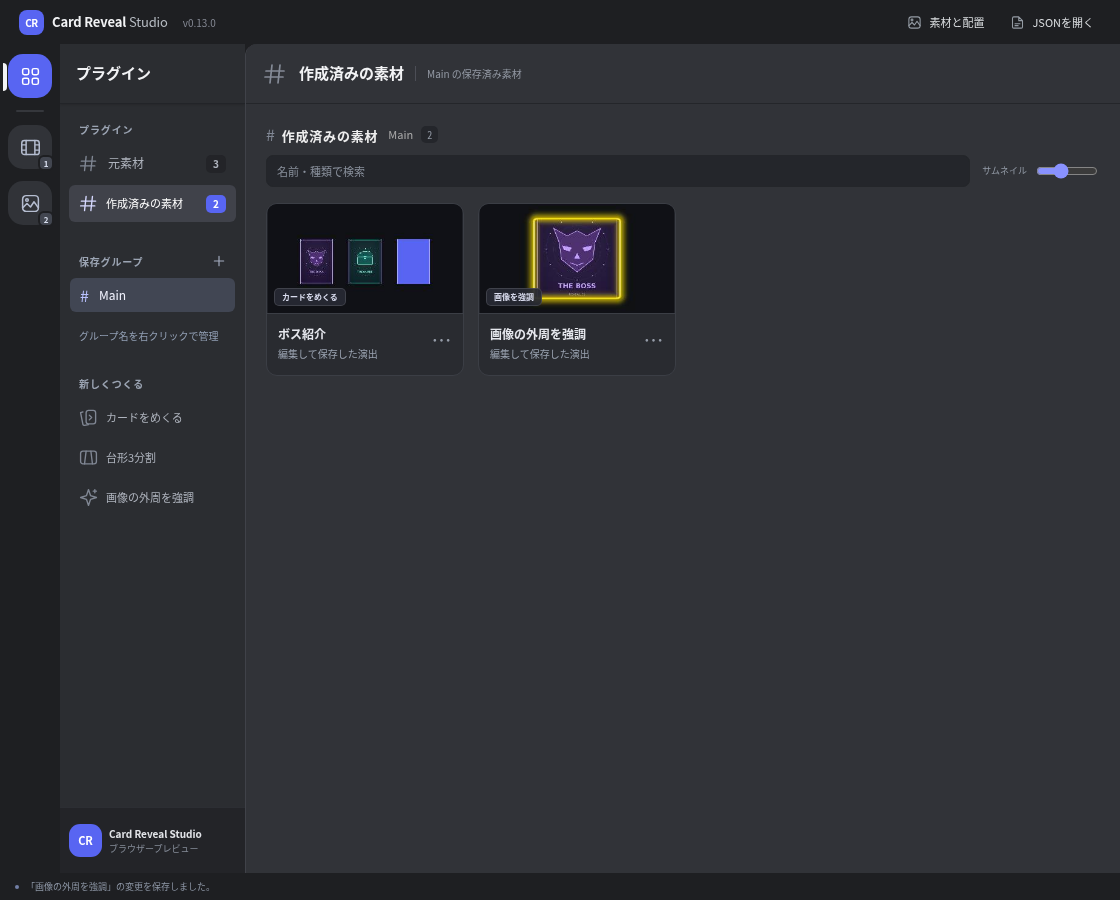 CR Card Reveal Studio v0.13.0
素材と配置
JSONを開く
1
2
プラグイン
プラグイン
元素材 3
作成済みの素材 2
保存グループ
# Main
グループ名を右クリックで管理
新しくつくる
カードをめくる
台形3分割
画像の外周を強調
CR Card Reveal Studio
ブラウザープレビュー
作成済みの素材 Main の保存済み素材
# 作成済みの素材 Main 2
名前・種類で検索
サムネイル
カードをめくる
ボス紹介
編集して保存した演出
THE BOSS
画像を強調
画像の外周を強調
編集して保存した演出
「画像の外周を強調」の変更を保存しました。